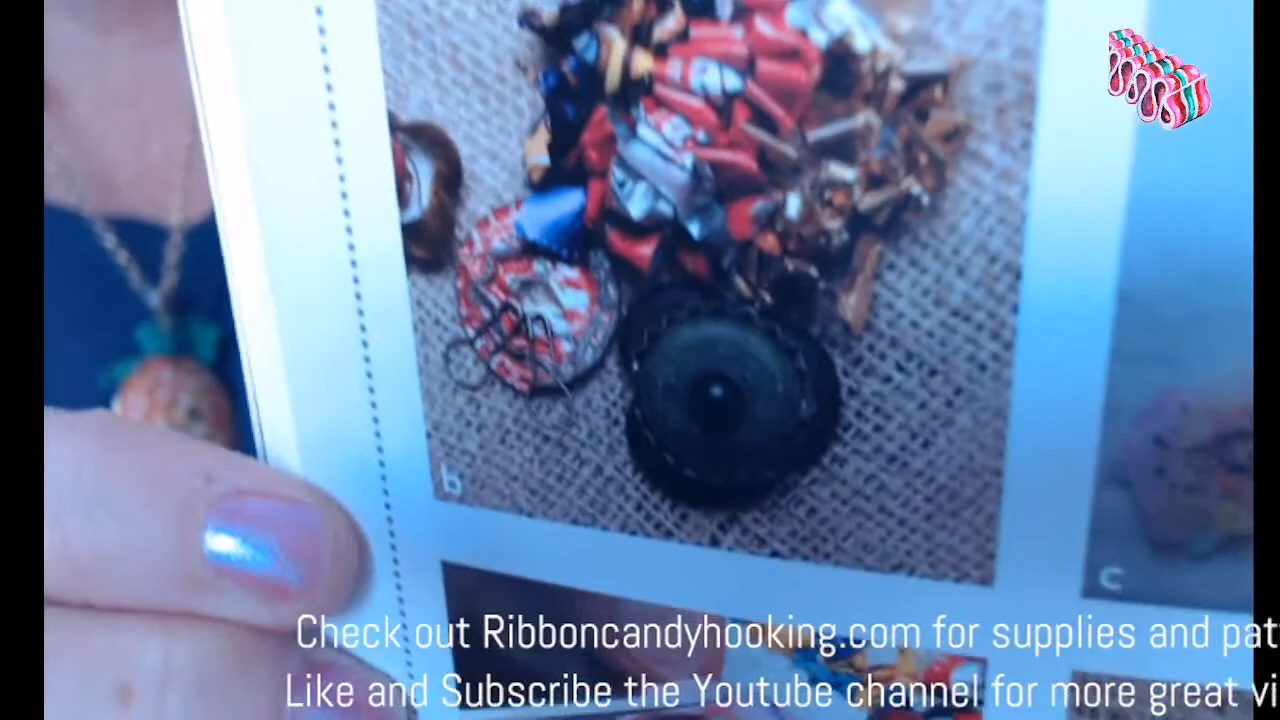 b
c
Check out Ribboncandyhooking.com for supplies and pat
Like and Subscribe the Youtube channel for more great vi